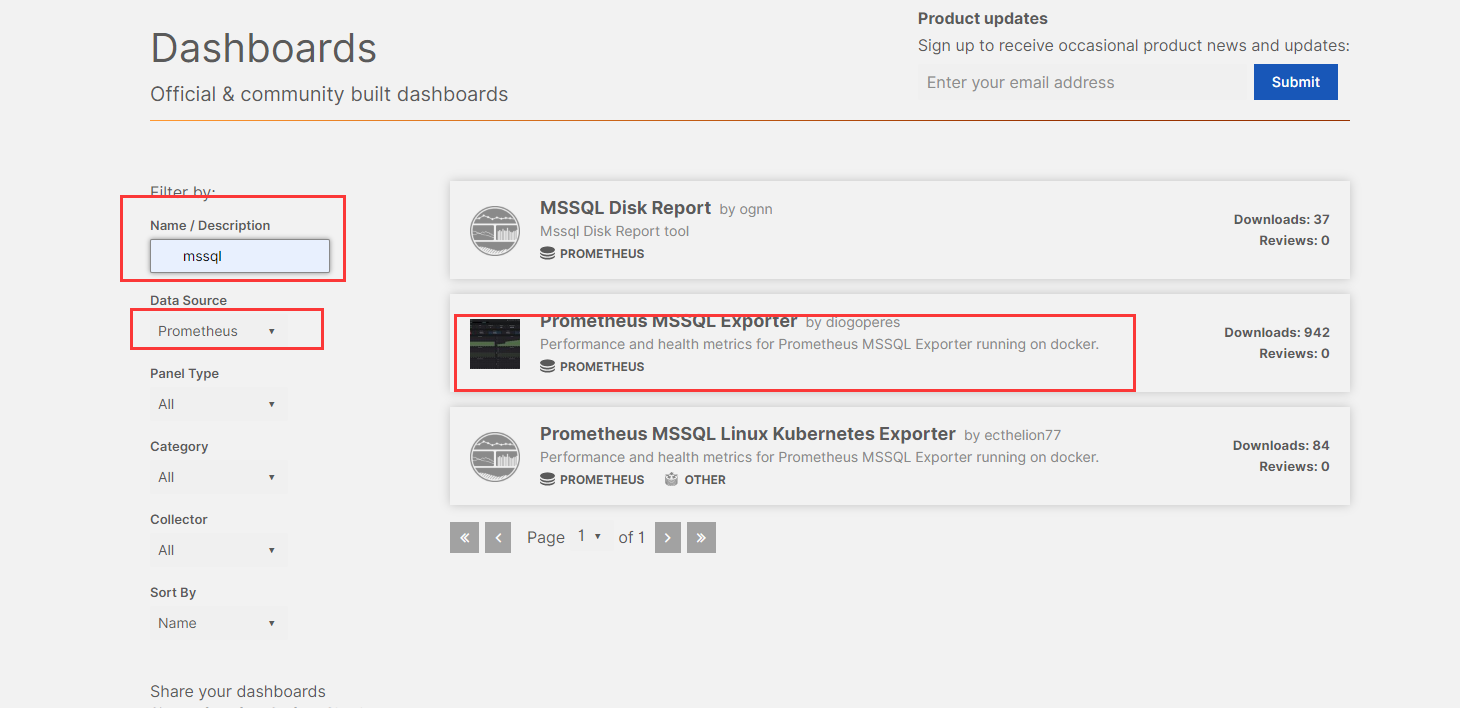 Dashboards
Official & community built dashboards
Product updates
Sign up to receive occasional product news and updates:
Enter your email address
Submit
Filter by:
Name / Description
mssql
Data Source
Prometheus
Panel Type
All
Category
All
Collector
All
Sort By
Name
Share your dashboards
MSSQL Disk Report by ognn
Mssql Disk Report tool
PROMETHEUS
Downloads: 37
Reviews: 0
Prometheus MSSQL Exporter by diogoperes
Performance and health metrics for Prometheus MSSQL Exporter running on docker.
PROMETHEUS
Downloads: 942
Reviews: 0
Prometheus MSSQL Linux Kubernetes Exporter by ecthelion77
Performance and health metrics for Prometheus MSSQL Exporter running on docker.
PROMETHEUS OTHER
Downloads: 84
Reviews: 0
« ‹ Page 1 of 1 › »